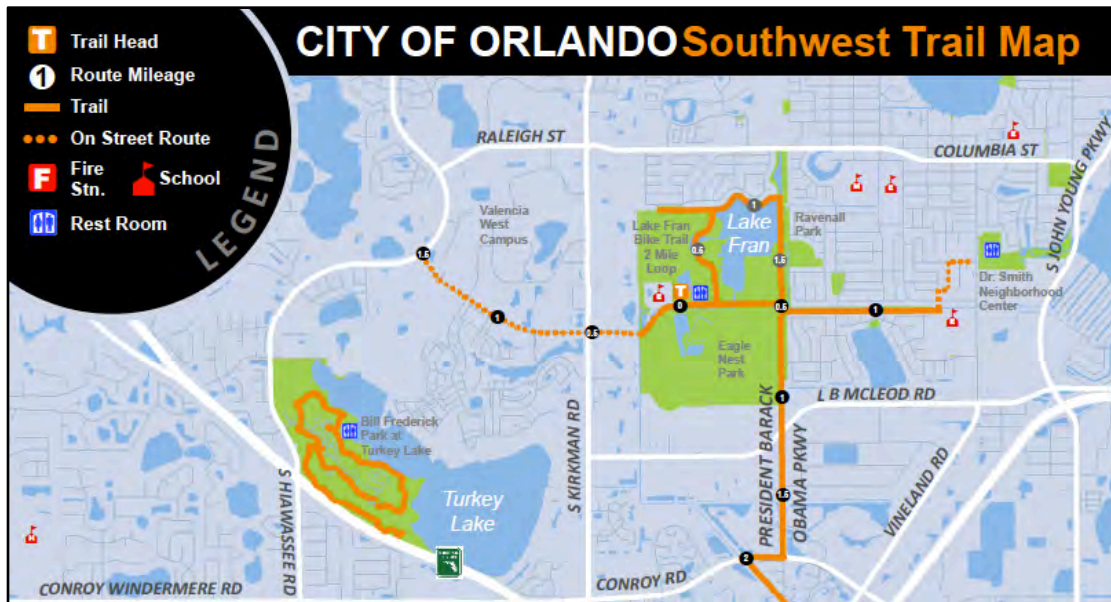 CITY OF ORLANDO Southwest Trail Map
T Trail Head
1 Route Mileage
Trail
On Street Route
F Fire
Stn.
School
Rest Room
LEGEND
RALEIGH ST
COLUMBIA ST
S JOHN YOUNG PKWY
Valencia
West
Campus
Lake Fran
Bike Trail
2 Mile
Loop
Lake
Fran
Ravenall
Park
1
0.5
1.5
1.5
1
0.5
T
0
0.5
1
Dr. Smith
Neighborhood
Center
Eagle
Nest
Park
1
L B MCLEOD RD
Bill Frederick
Park at
Turkey Lake
S KIRKMAN RD
PRESIDENT BARACK
OBAMA PKWY
VINELAND RD
1.5
Turkey
Lake
S HIAWASSEE RD
2
CONROY WINDERMERE RD
CONROY RD